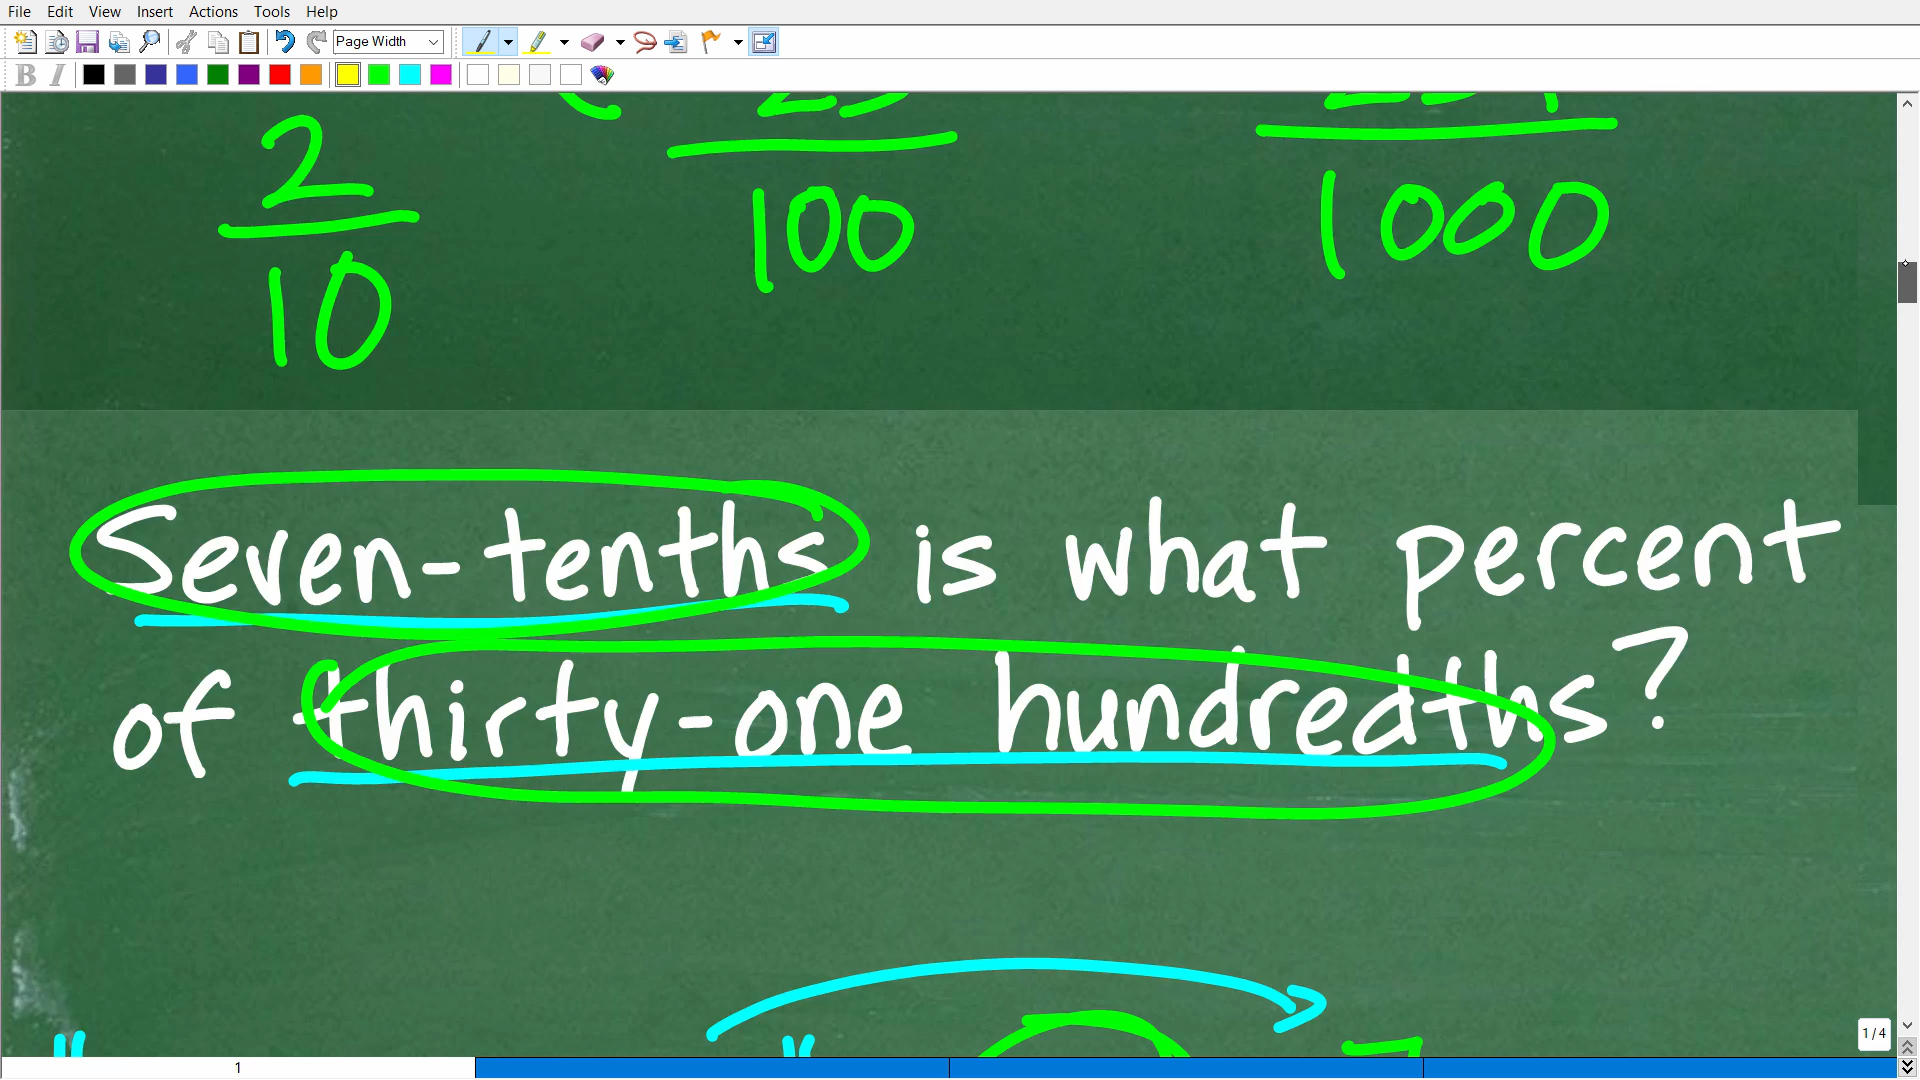 File Edit View Insert Actions Tools Help
Page Width
B I
2
10
100
1000
Seven-tenths is what percent
of thirty-one hundredths?
1/4
1